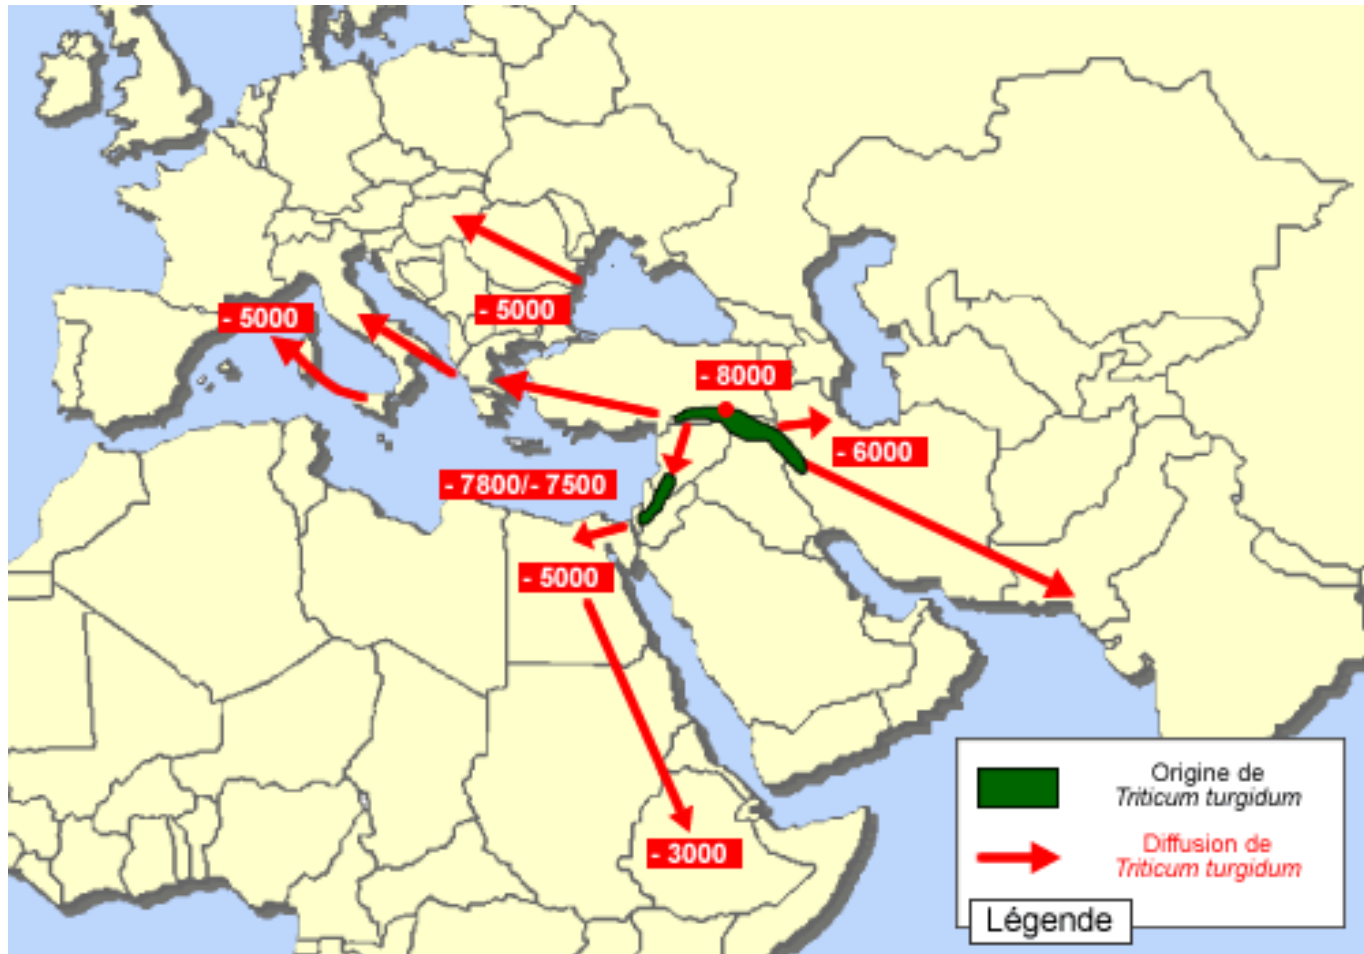 - 5000
- 5000
- 8000
- 6000
- 7800/- 7500
- 5000
- 3000
Origine de
Triticum turgidum
Diffusion de
Triticum turgidum
Légende